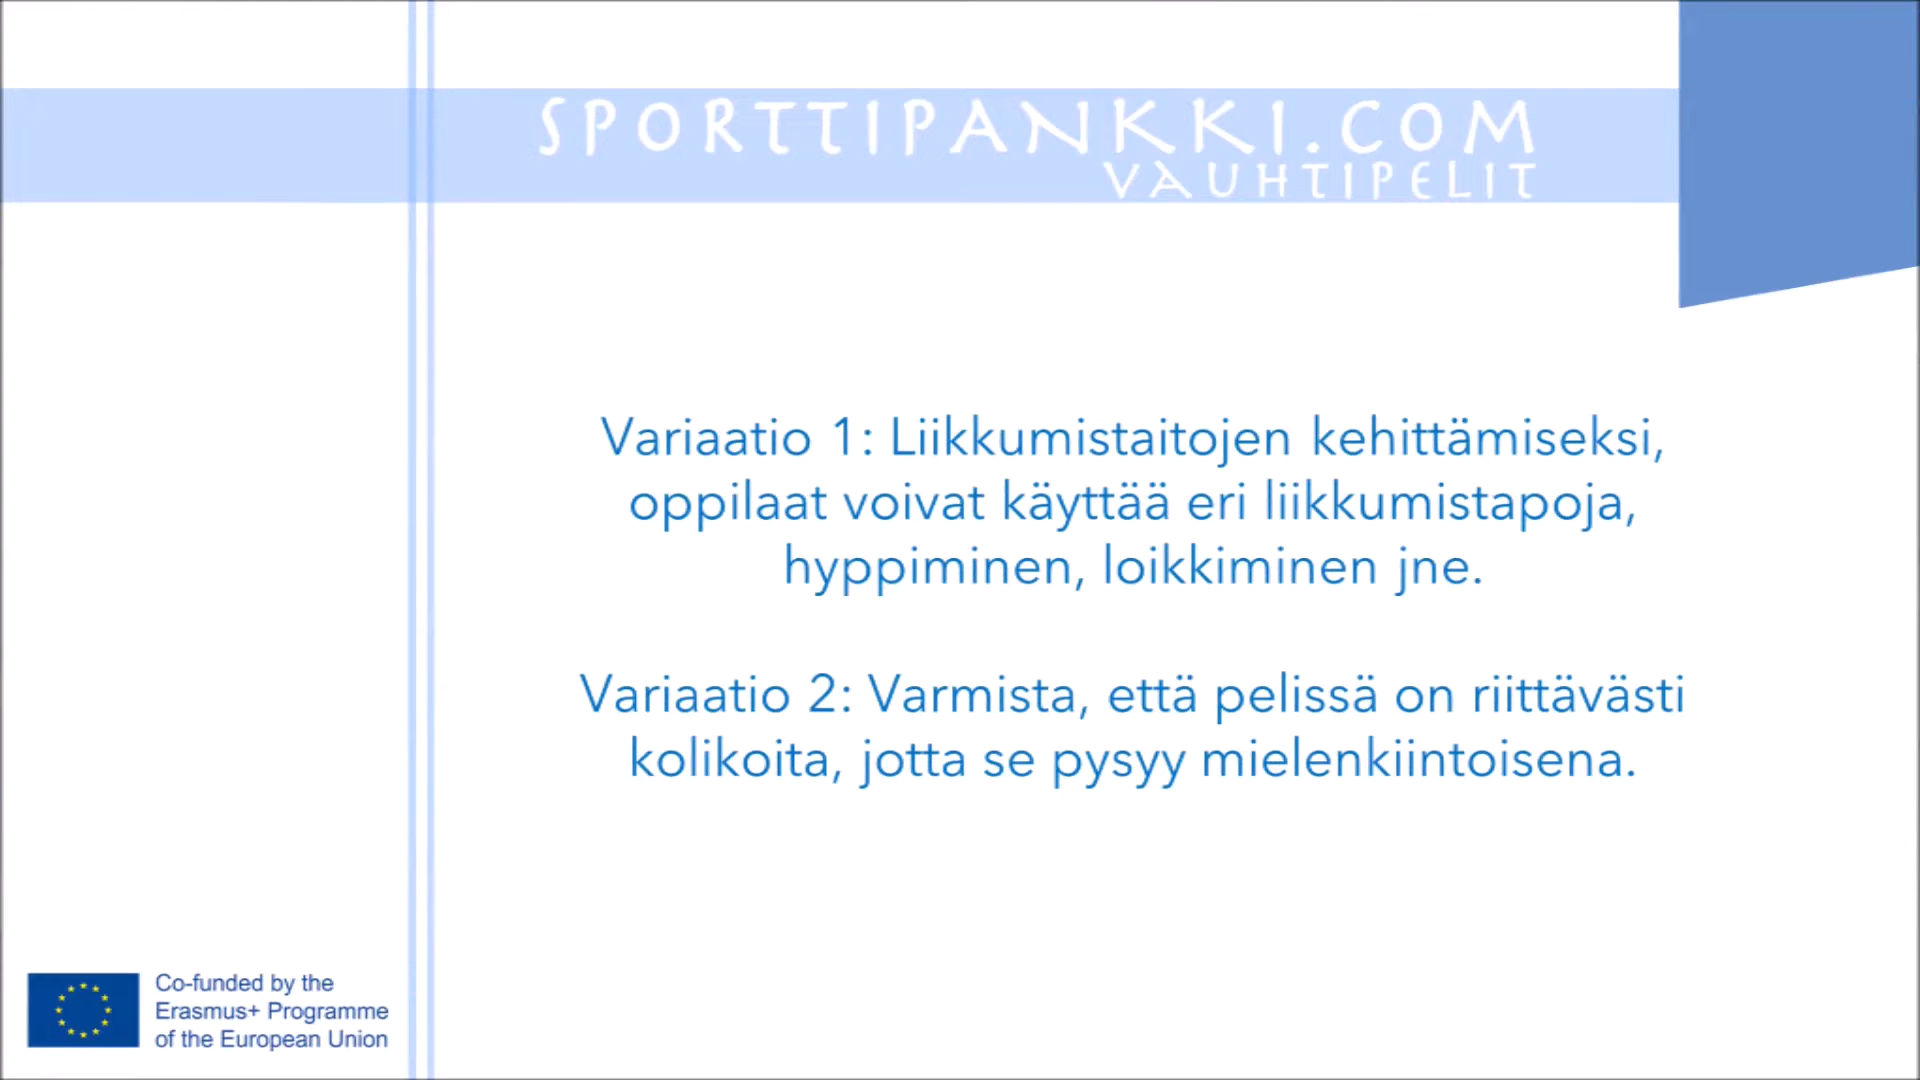 SPORTTIPANKKI.COM
VAUHTIPELIT
Variaatio 1: Liikkumistaitojen kehittämiseksi,
oppilaat voivat käyttää eri liikkumistapoja,
hyppiminen, loikkiminen jne.
Variaatio 2: Varmista, että pelissä on riittävästi
kolikoita, jotta se pysyy mielenkiintoisena.
Co-funded by the
Erasmus+ Programme
of the European Union